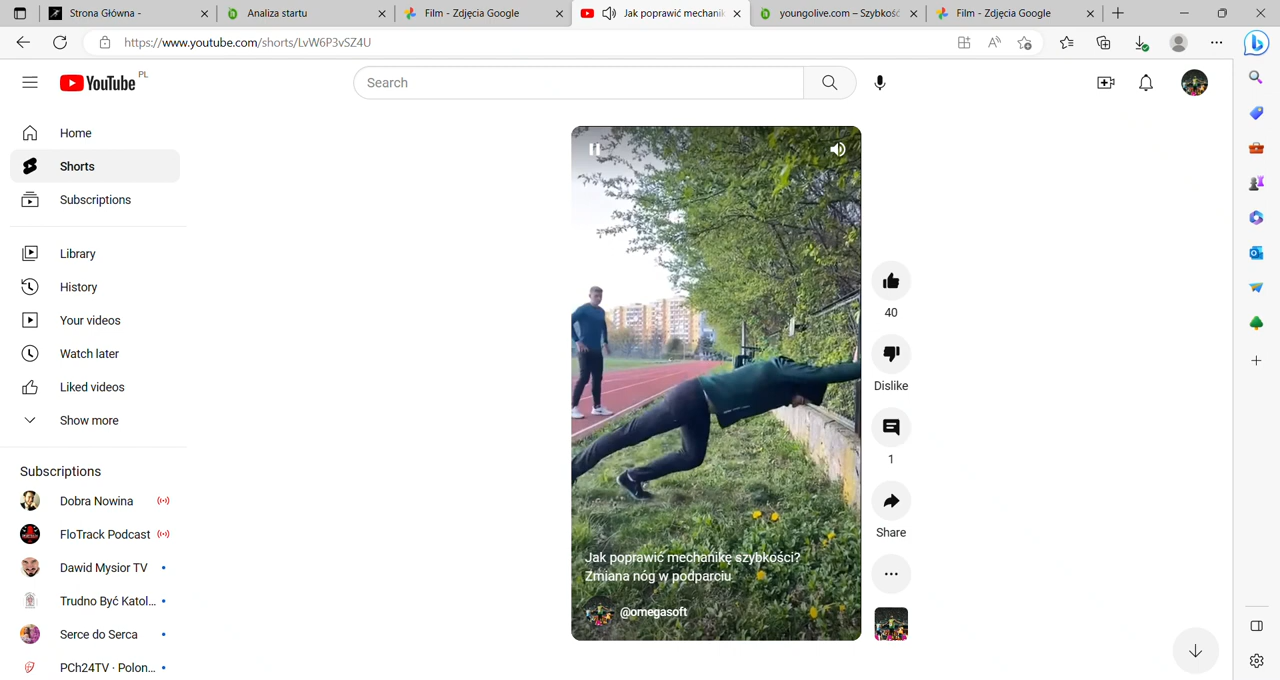 Strona Główna -
Analiza startu
Film - Zdjęcia Google
Jak poprawić mechanik
youngolive.com – Szybkość
Film - Zdjęcia Google
https://www.youtube.com/shorts/LvW6P3vSZ4U
YouTube PL
Search
Home
Shorts
Subscriptions
Library
History
Your videos
Watch later
Liked videos
Show more
Subscriptions
Dobra Nowina
FloTrack Podcast
Dawid Mysior TV
Trudno Być Katol...
Serce do Serca
PCh24TV · Polon...
Jak poprawić mechanikę szybkości?
Zmiana nóg w podparciu
@omegasoft
40
Dislike
1
Share